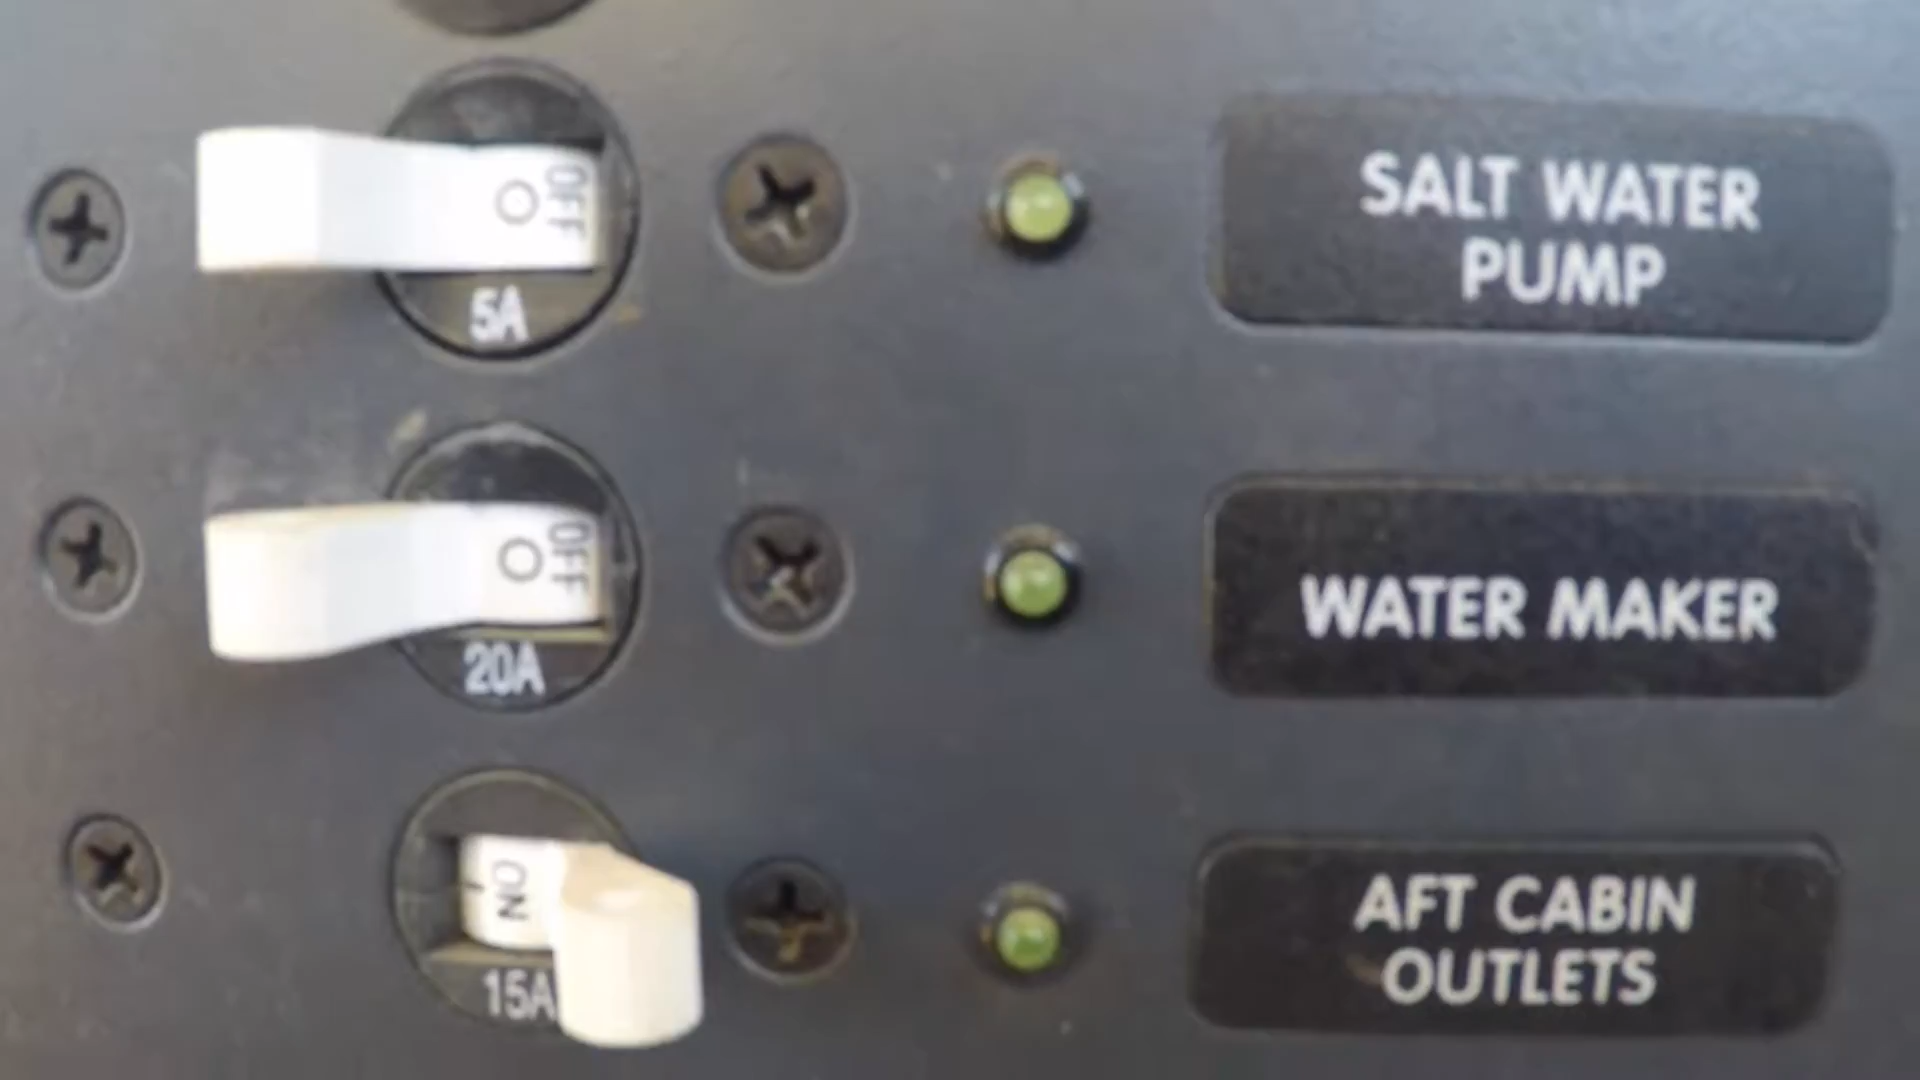 OFF
5A
SALT WATER
PUMP
OFF
20A
WATER MAKER
ON
15A
AFT CABIN
OUTLETS